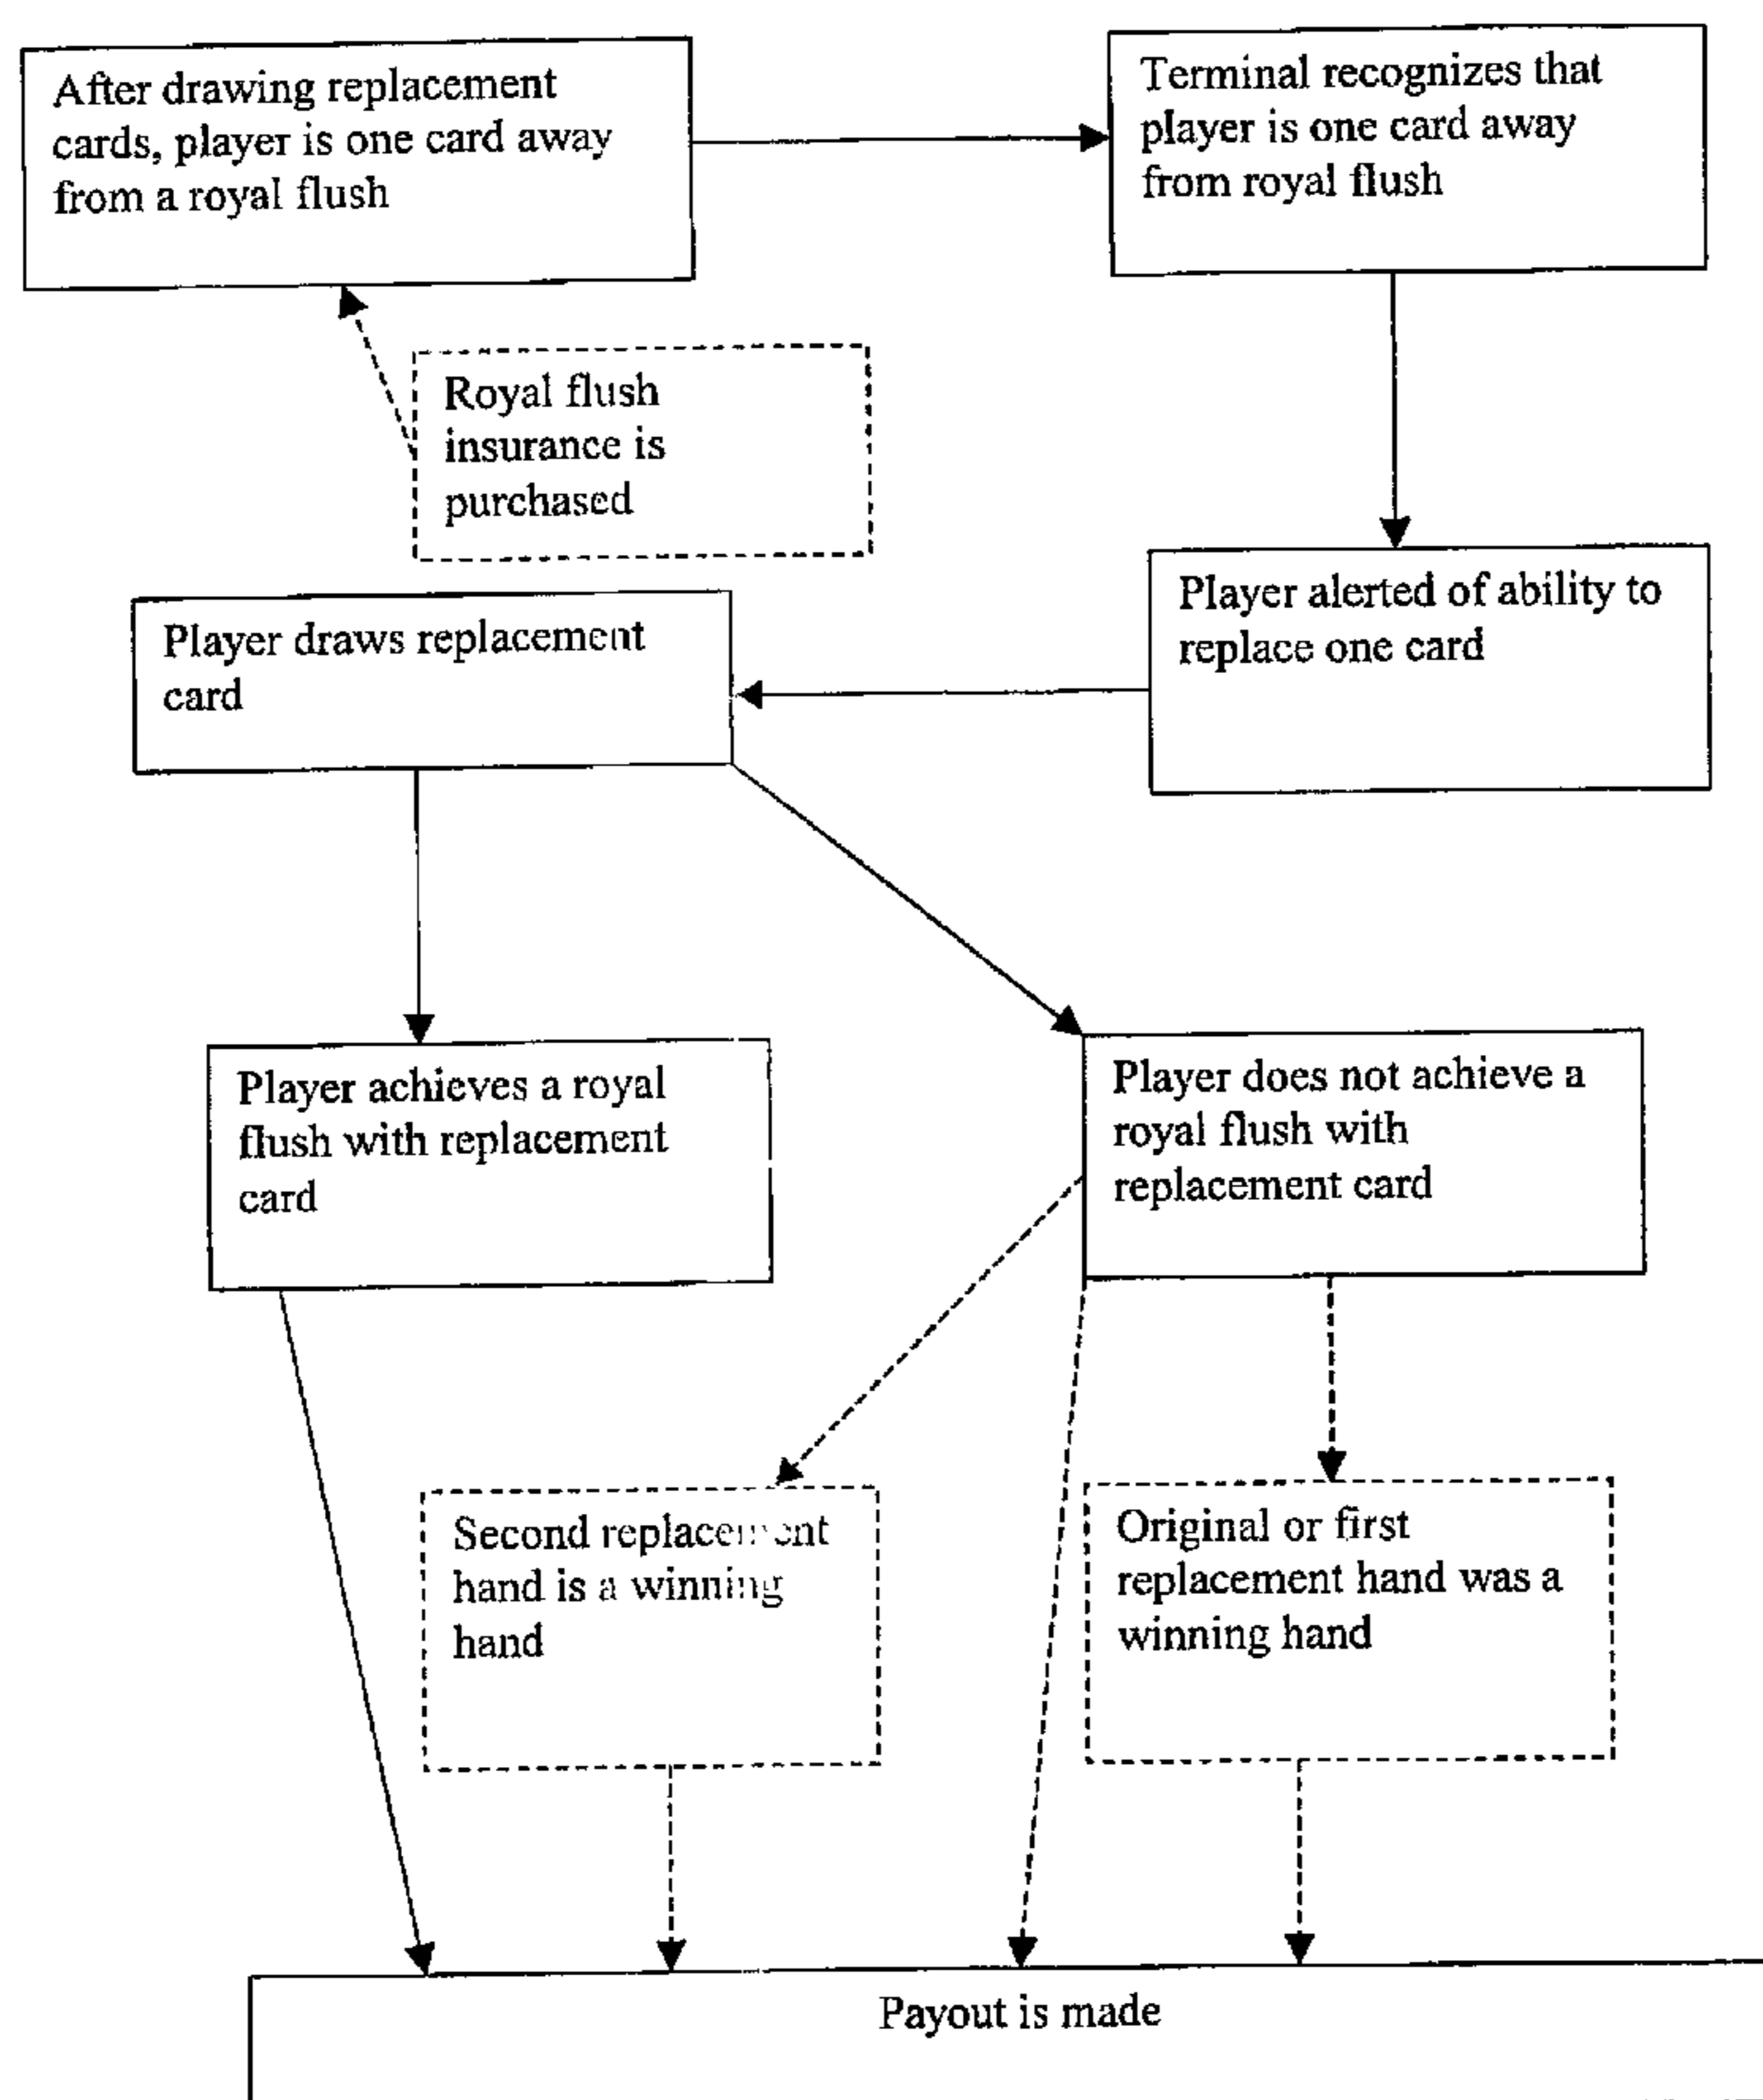 After drawing replacement
cards, player is one card away
from a royal flush
Terminal recognizes that
player is one card away
from royal flush
Royal flush
insurance is
purchased
Player alerted of ability to
replace one card
Player draws replacement
card
Player achieves a royal
flush with replacement
card
Player does not achieve a
royal flush with
replacement card
Second replacement
hand is a winning
hand
Original or first
replacement hand was a
winning hand
Payout is made